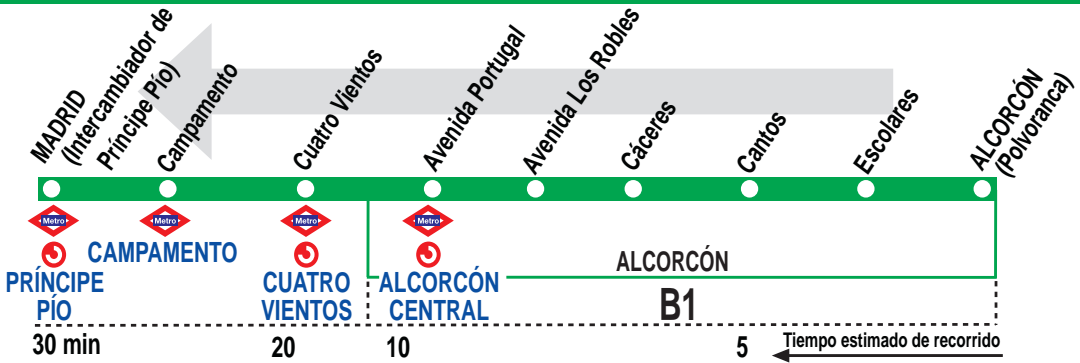 MADRID
(Intercambiador de
Príncipe Pío)
Campamento
Cuatro Vientos
Avenida Portugal
Avenida Los Robles
Cáceres
Cantos
Escolares
ALCORCÓN
(Polvoranca)
Metro
Metro
Metro
Metro
PRÍNCIPE
PÍO
CAMPAMENTO
CUATRO
VIENTOS
ALCORCÓN
CENTRAL
ALCORCÓN
B1
30 min
20
10
5
Tiempo estimado de recorrido